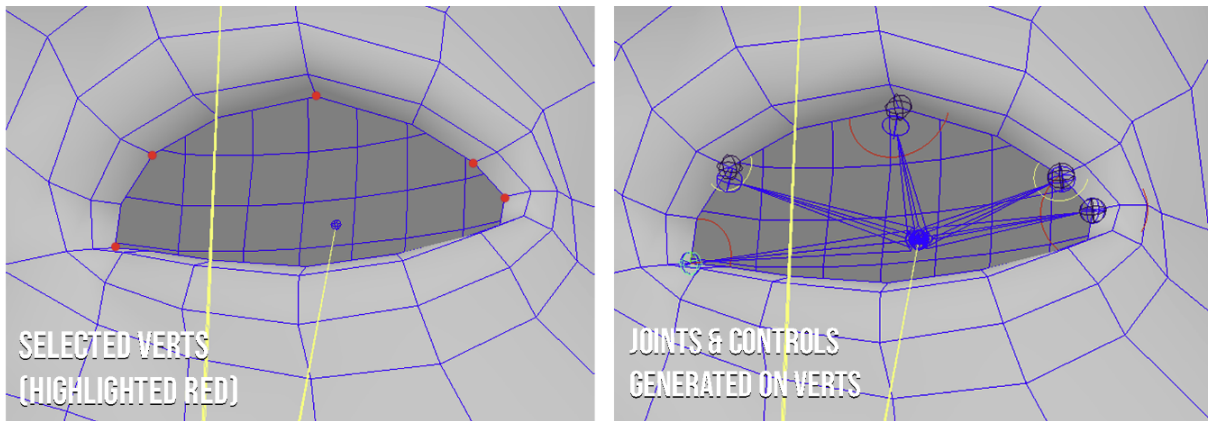 SELECTED VERTS
(HIGHLIGHTED RED)
JOINTS & CONTROLS
GENERATED ON VERTS